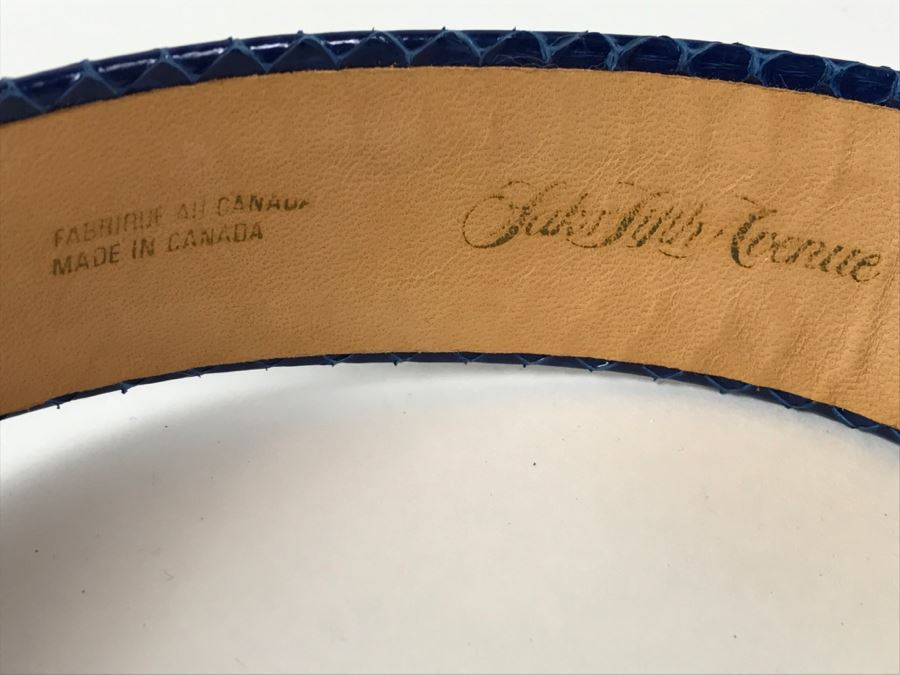 FABRIQUE AU CANADA
MADE IN CANADA
Saks Fifth Avenue